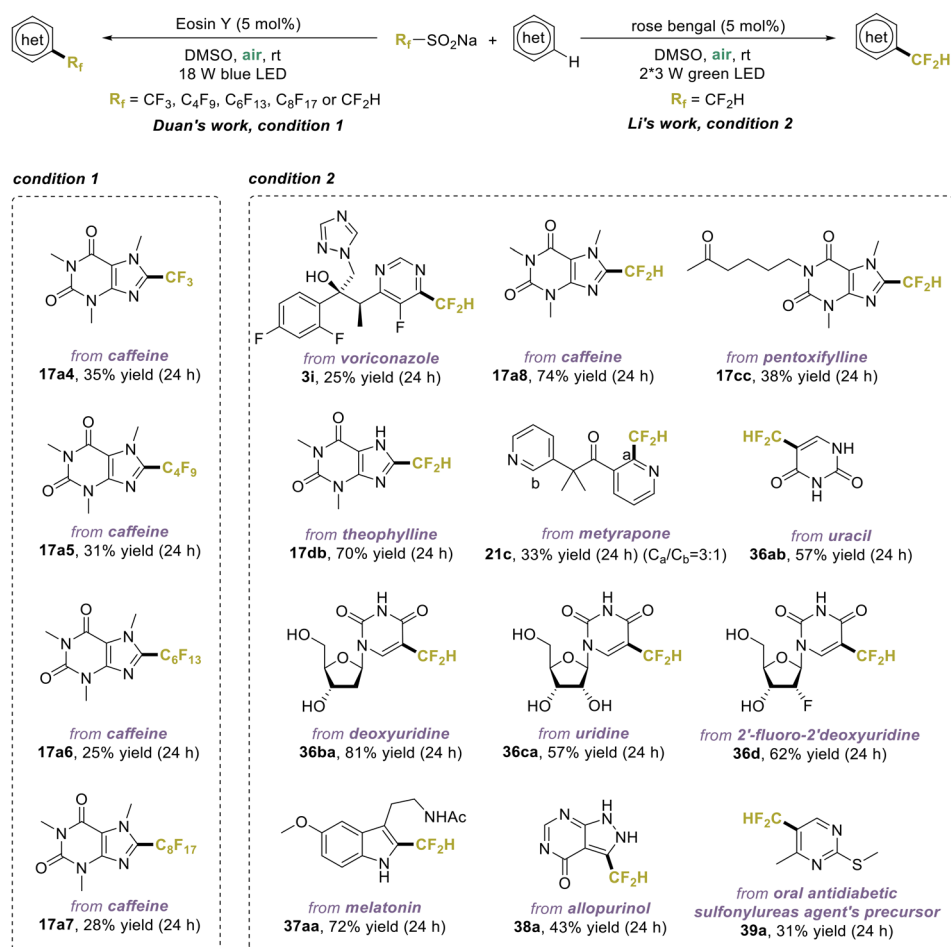 het
R_f
Eosin Y (5 mol%)
DMSO, air, rt
18 W blue LED
R_f = CF3, C4F9, C6F13, C8F17 or CF2H
Duan's work, condition 1
R_f–SO2Na + het H
rose bengal (5 mol%)
DMSO, air, rt
2*3 W green LED
R_f = CF2H
Li's work, condition 2
het
CF2H
condition 1
condition 2
O N N O N N CF3
from caffeine
17a4, 35% yield (24 h)
O N N O N N C4F9
from caffeine
17a5, 31% yield (24 h)
O N N O N N C6F13
from caffeine
17a6, 25% yield (24 h)
O N N O N N C8F17
from caffeine
17a7, 28% yield (24 h)
N N N HO N N CF2H F F F
from voriconazole
3i, 25% yield (24 h)
O N N O N N CF2H
from caffeine
17a8, 74% yield (24 h)
O O N N O N N CF2H
from pentoxifylline
17cc, 38% yield (24 h)
O H N N O N N CF2H
from theophylline
17db, 70% yield (24 h)
N b O CF2H a N
from metyrapone
21c, 33% yield (24 h) (Ca/Cb=3:1)
HF2C NH O N H O
from uracil
36ab, 57% yield (24 h)
H O N O HO N CF2H O HO
from deoxyuridine
36ba, 81% yield (24 h)
H O N O HO N CF2H O HO OH
from uridine
36ca, 57% yield (24 h)
H O N O HO N CF2H O HO F
from 2'-fluoro-2'deoxyuridine
36d, 62% yield (24 h)
O NHAc CF2H N H
from melatonin
37aa, 72% yield (24 h)
N H N NH N O CF2H
from allopurinol
38a, 43% yield (24 h)
HF2C N N S
from oral antidiabetic
sulfonylureas agent's precursor
39a, 31% yield (24 h)